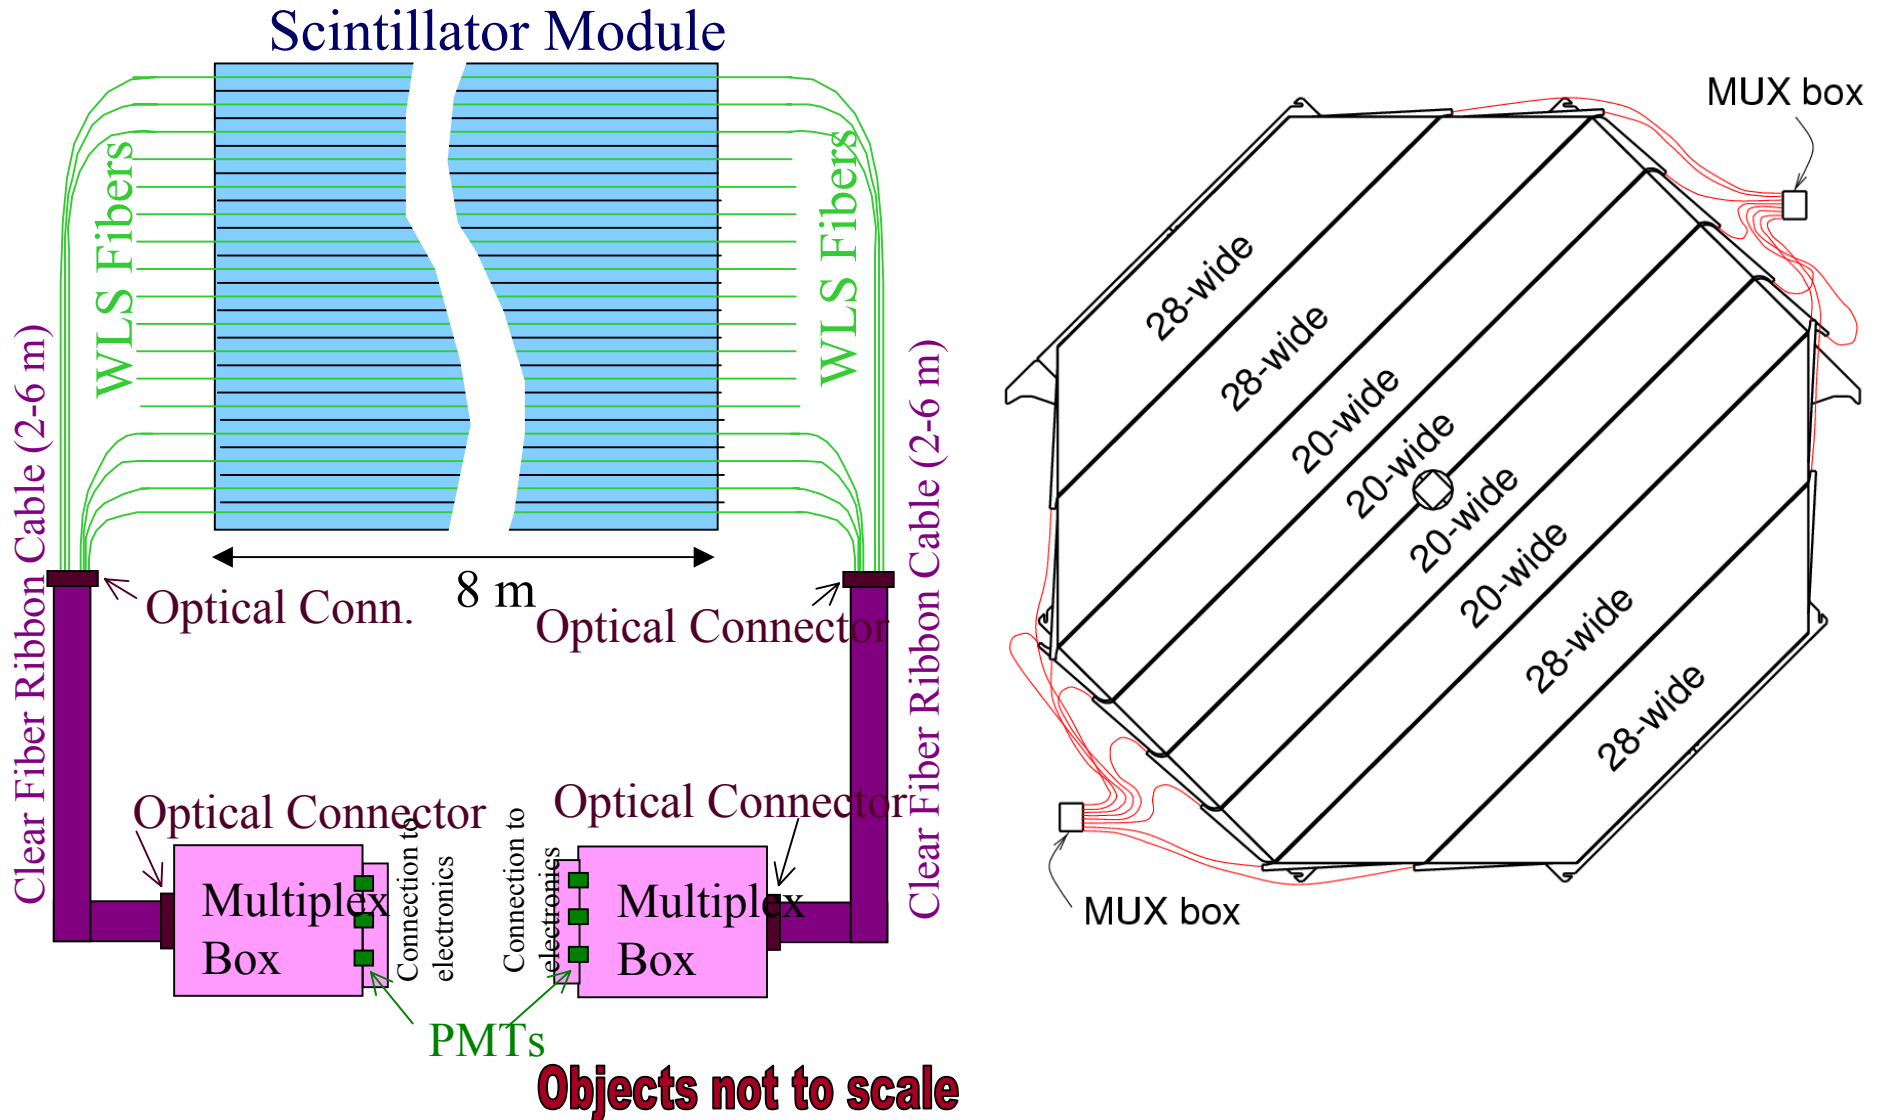 Scintillator Module
WLS Fibers
WLS Fibers
Clear Fiber Ribbon Cable (2-6 m)
Clear Fiber Ribbon Cable (2-6 m)
8 m
Optical Conn.
Optical Connector
Optical Connector
Optical Connector
Multiplex
Box
Connection to
electronics
Connection to
electronics
Multiplex
Box
PMTs
Objects not to scale
MUX box
28-wide
28-wide
20-wide
20-wide
20-wide
20-wide
28-wide
28-wide
MUX box